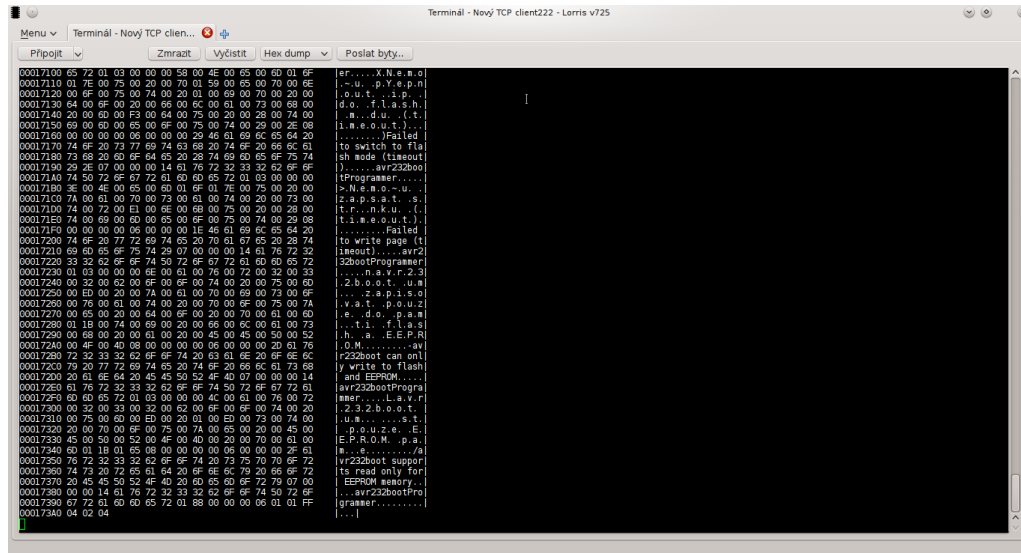 Terminál - Nový TCP client222 - Lorris v725
Menu
Terminál - Nový TCP clien...
Připojit Zmrazit Vyčistit Hex dump Poslat byty...
00017100 65 72 01 03 00 00 00 58 00 4E 00 65 00 6D 01 6F |er.....X.N.e.m.o|
00017110 01 7E 00 75 00 20 00 70 01 59 00 65 00 70 00 6E |.~.u. .p.Y.e.p.n|
00017120 00 6F 00 75 00 74 00 20 01 00 69 00 70 00 20 00 |.o.u.t. ..i.p. .|
00017130 64 00 6F 00 20 00 66 00 6C 00 61 00 73 00 68 00 |d.o. .f.l.a.s.h.|
00017140 20 00 6D 00 F3 00 64 00 75 00 20 00 28 00 74 00 | .m...d.u. .(.t.|
00017150 69 00 6D 00 65 00 6F 00 75 00 74 00 29 00 2E 08 |i.m.e.o.u.t.)...|
00017160 00 00 00 00 06 00 00 00 29 46 61 69 6C 65 64 20 |........)Failed |
00017170 74 6F 20 73 77 69 74 63 68 20 74 6F 20 66 6C 61 |to switch to fla|
00017180 73 68 20 6D 6F 64 65 20 28 74 69 6D 65 6F 75 74 |sh mode (timeout|
00017190 29 2E 07 00 00 00 14 61 76 72 32 33 32 62 6F 6F |)......avr232boo|
000171A0 74 50 72 6F 67 72 61 6D 6D 65 72 01 03 00 00 00 |tProgrammer.....|
000171B0 3E 00 4E 00 65 00 6D 01 6F 01 7E 00 75 00 20 00 |>.N.e.m.o.~.u. .|
000171C0 7A 00 61 00 70 00 73 00 61 00 74 00 20 00 73 00 |z.a.p.s.a.t. .s.|
000171D0 74 00 72 00 E1 00 6E 00 6B 00 75 00 20 00 28 00 |t.r...n.k.u. .(.|
000171E0 74 00 69 00 6D 00 65 00 6F 00 75 00 74 00 29 08 |t.i.m.e.o.u.t.).|
000171F0 00 00 00 00 06 00 00 00 1E 46 61 69 6C 65 64 20 |.........Failed |
00017200 74 6F 20 77 72 69 74 65 20 70 61 67 65 20 28 74 |to write page (t|
00017210 69 6D 65 6F 75 74 29 07 00 00 00 14 61 76 72 32 |imeout).....avr2|
00017220 33 32 62 6F 6F 74 50 72 6F 67 72 61 6D 6D 65 72 |32bootProgrammer|
00017230 01 03 00 00 00 6E 00 61 00 76 00 72 00 32 00 33 |.....n.a.v.r.2.3|
00017240 00 32 00 62 00 6F 00 6F 00 74 00 20 00 75 00 6D |.2.b.o.o.t. .u.m|
00017250 00 ED 00 20 00 7A 00 61 00 70 00 69 00 73 00 6F |... .z.a.p.i.s.o|
00017260 00 76 00 61 00 74 00 20 00 70 00 6F 00 75 00 7A |.v.a.t. .p.o.u.z|
00017270 00 65 00 20 00 64 00 6F 00 20 00 70 00 61 00 6D |.e. .d.o. .p.a.m|
00017280 01 1B 00 74 00 69 00 20 00 66 00 6C 00 61 00 73 |...t.i. .f.l.a.s|
00017290 00 68 00 20 00 61 00 20 00 45 00 45 00 50 00 52 |.h. .a. .E.E.P.R|
000172A0 00 4F 00 4D 08 00 00 00 00 06 00 00 00 2D 61 76 |.O.M.........-av|
000172B0 72 32 33 32 62 6F 6F 74 20 63 61 6E 20 6F 6E 6C |r232boot can onl|
000172C0 79 20 77 72 69 74 65 20 74 6F 20 66 6C 61 73 68 |y write to flash|
000172D0 20 61 6E 64 20 45 45 50 52 4F 4D 07 00 00 00 14 | and EEPROM.....|
000172E0 61 76 72 32 33 32 62 6F 6F 74 50 72 6F 67 72 61 |avr232bootProgra|
000172F0 6D 6D 65 72 01 03 00 00 00 4C 00 61 00 76 00 72 |mmer.....L.a.v.r|
00017300 00 32 00 33 00 32 00 62 00 6F 00 6F 00 74 00 20 |.2.3.2.b.o.o.t. |
00017310 00 75 00 6D 00 ED 00 20 01 00 ED 00 73 00 74 00 |.u.m... ....s.t.|
00017320 20 00 70 00 6F 00 75 00 7A 00 65 00 20 00 45 00 | .p.o.u.z.e. .E.|
00017330 45 00 50 00 52 00 4F 00 4D 00 20 00 70 00 61 00 |E.P.R.O.M. .p.a.|
00017340 6D 01 1B 01 65 08 00 00 00 00 06 00 00 00 2F 61 |m...e........./a|
00017350 76 72 32 33 32 62 6F 6F 74 20 73 75 70 70 6F 72 |vr232boot suppor|
00017360 74 73 20 72 65 61 64 20 6F 6E 6C 79 20 66 6F 72 |ts read only for|
00017370 20 45 45 50 52 4F 4D 20 6D 65 6D 6F 72 79 07 00 | EEPROM memory..|
00017380 00 00 14 61 76 72 32 33 32 62 6F 6F 74 50 72 6F |...avr232bootPro|
00017390 67 72 61 6D 6D 65 72 01 88 00 00 00 06 01 01 FF |grammer.........|
000173A0 04 02 04 |...|